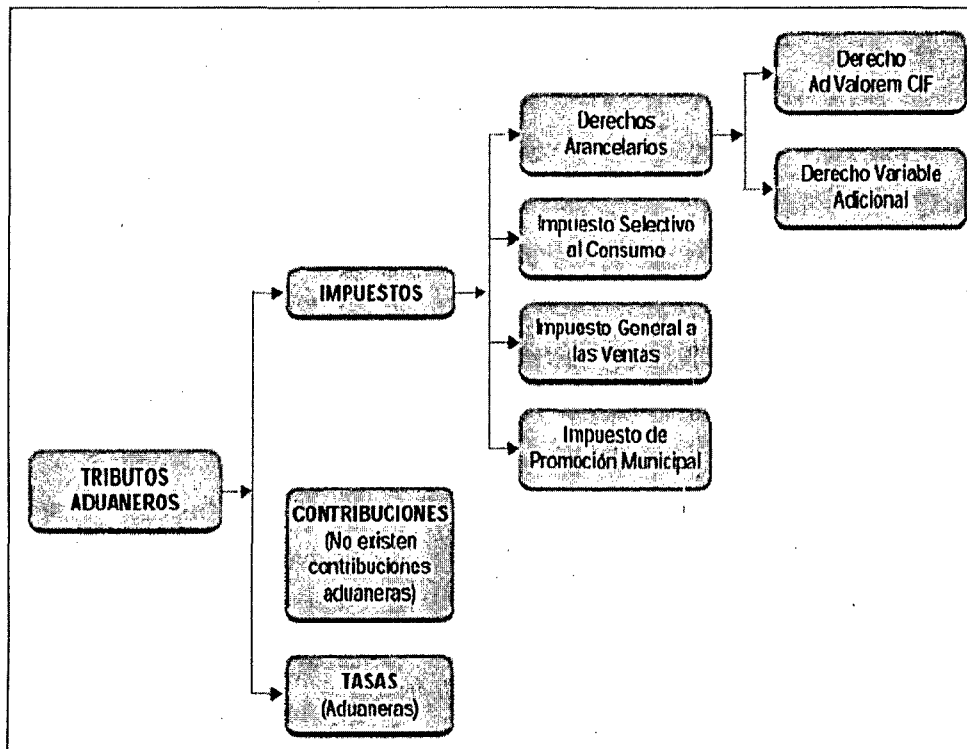 Derecho
Ad Valorem CIF
Derechos
Arancelarios
Derecho Variable
Adicional
Impuesto Selectivo
al Consumo
IMPUESTOS
Impuesto General a
las Ventas
Impuesto de
Promoción Municipal
TRIBUTOS
ADUANEROS
CONTRIBUCIONES
(No existen
contribuciones
aduaneras)
TASAS
(Aduaneras)